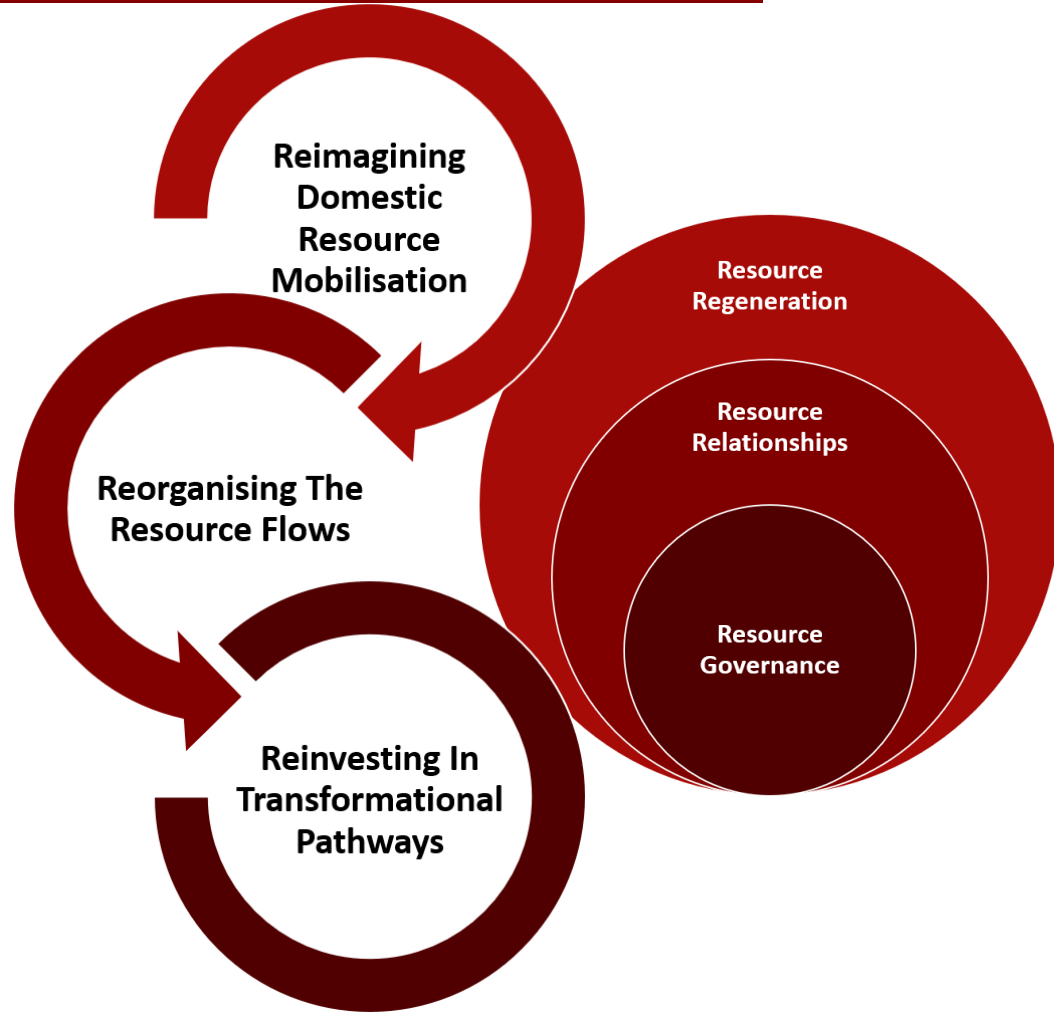 Reimagining
Domestic
Resource
Mobilisation
Reorganising The
Resource Flows
Reinvesting In
Transformational
Pathways
Resource
Regeneration
Resource
Relationships
Resource
Governance